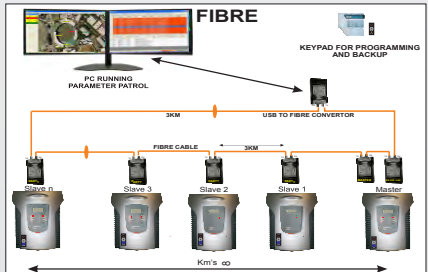 FIBRE
KEYPAD FOR PROGRAMMING
AND BACKUP
PC RUNNING
PARAMETER PATROL
3KM
USB TO FIBRE CONVERTOR
FIBRE CABLE
3KM
Slave n
Slave 3
Slave 2
Slave 1
Master
Km's ∞